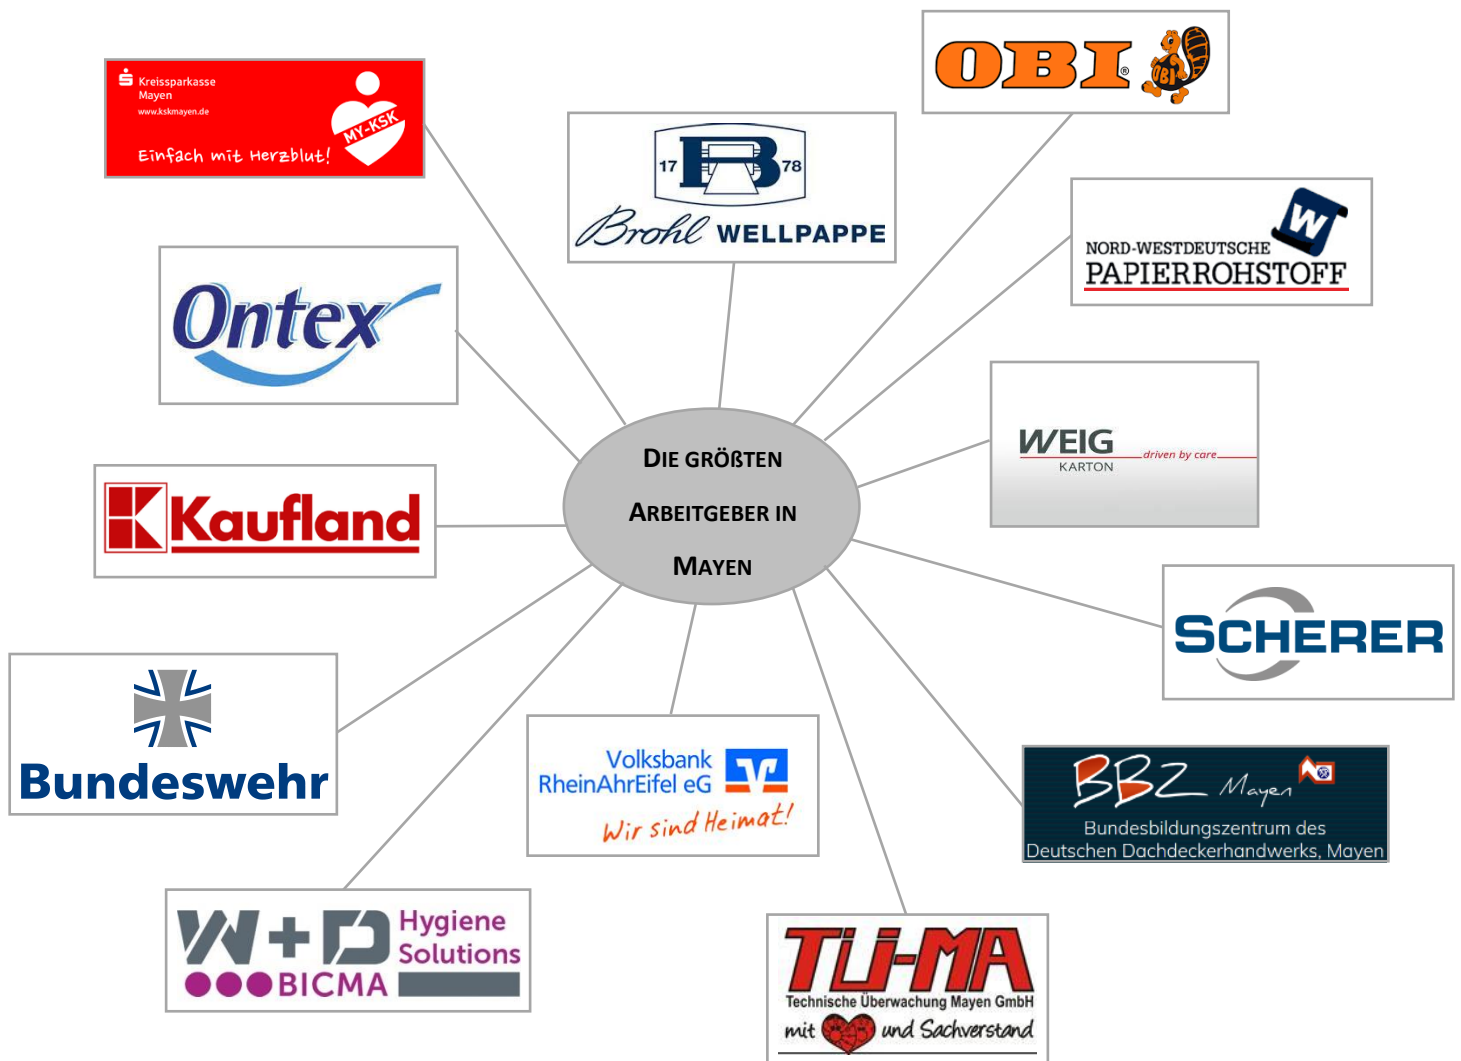 OBI®
OBI
Kreissparkasse
Mayen
www.kskmayen.de
MY-KSK
Einfach mit Herzblut!
17 B 78
Brohl WELLPAPPE
W
NORD-WESTDEUTSCHE
PAPIERROHSTOFF
Ontex
WEIG
KARTON
driven by care
DIE GRÖßTEN
ARBEITGEBER IN
MAYEN
Kaufland
SCHERER
Bundeswehr
Volksbank
RheinAhrEifel eG
Wir sind Heimat!
BBZ Mayen
Bundesbildungszentrum des
Deutschen Dachdeckerhandwerks, Mayen
W+D Hygiene
Solutions
BICMA
TÜ-MA
Technische Überwachung Mayen GmbH
mit und Sachverstand